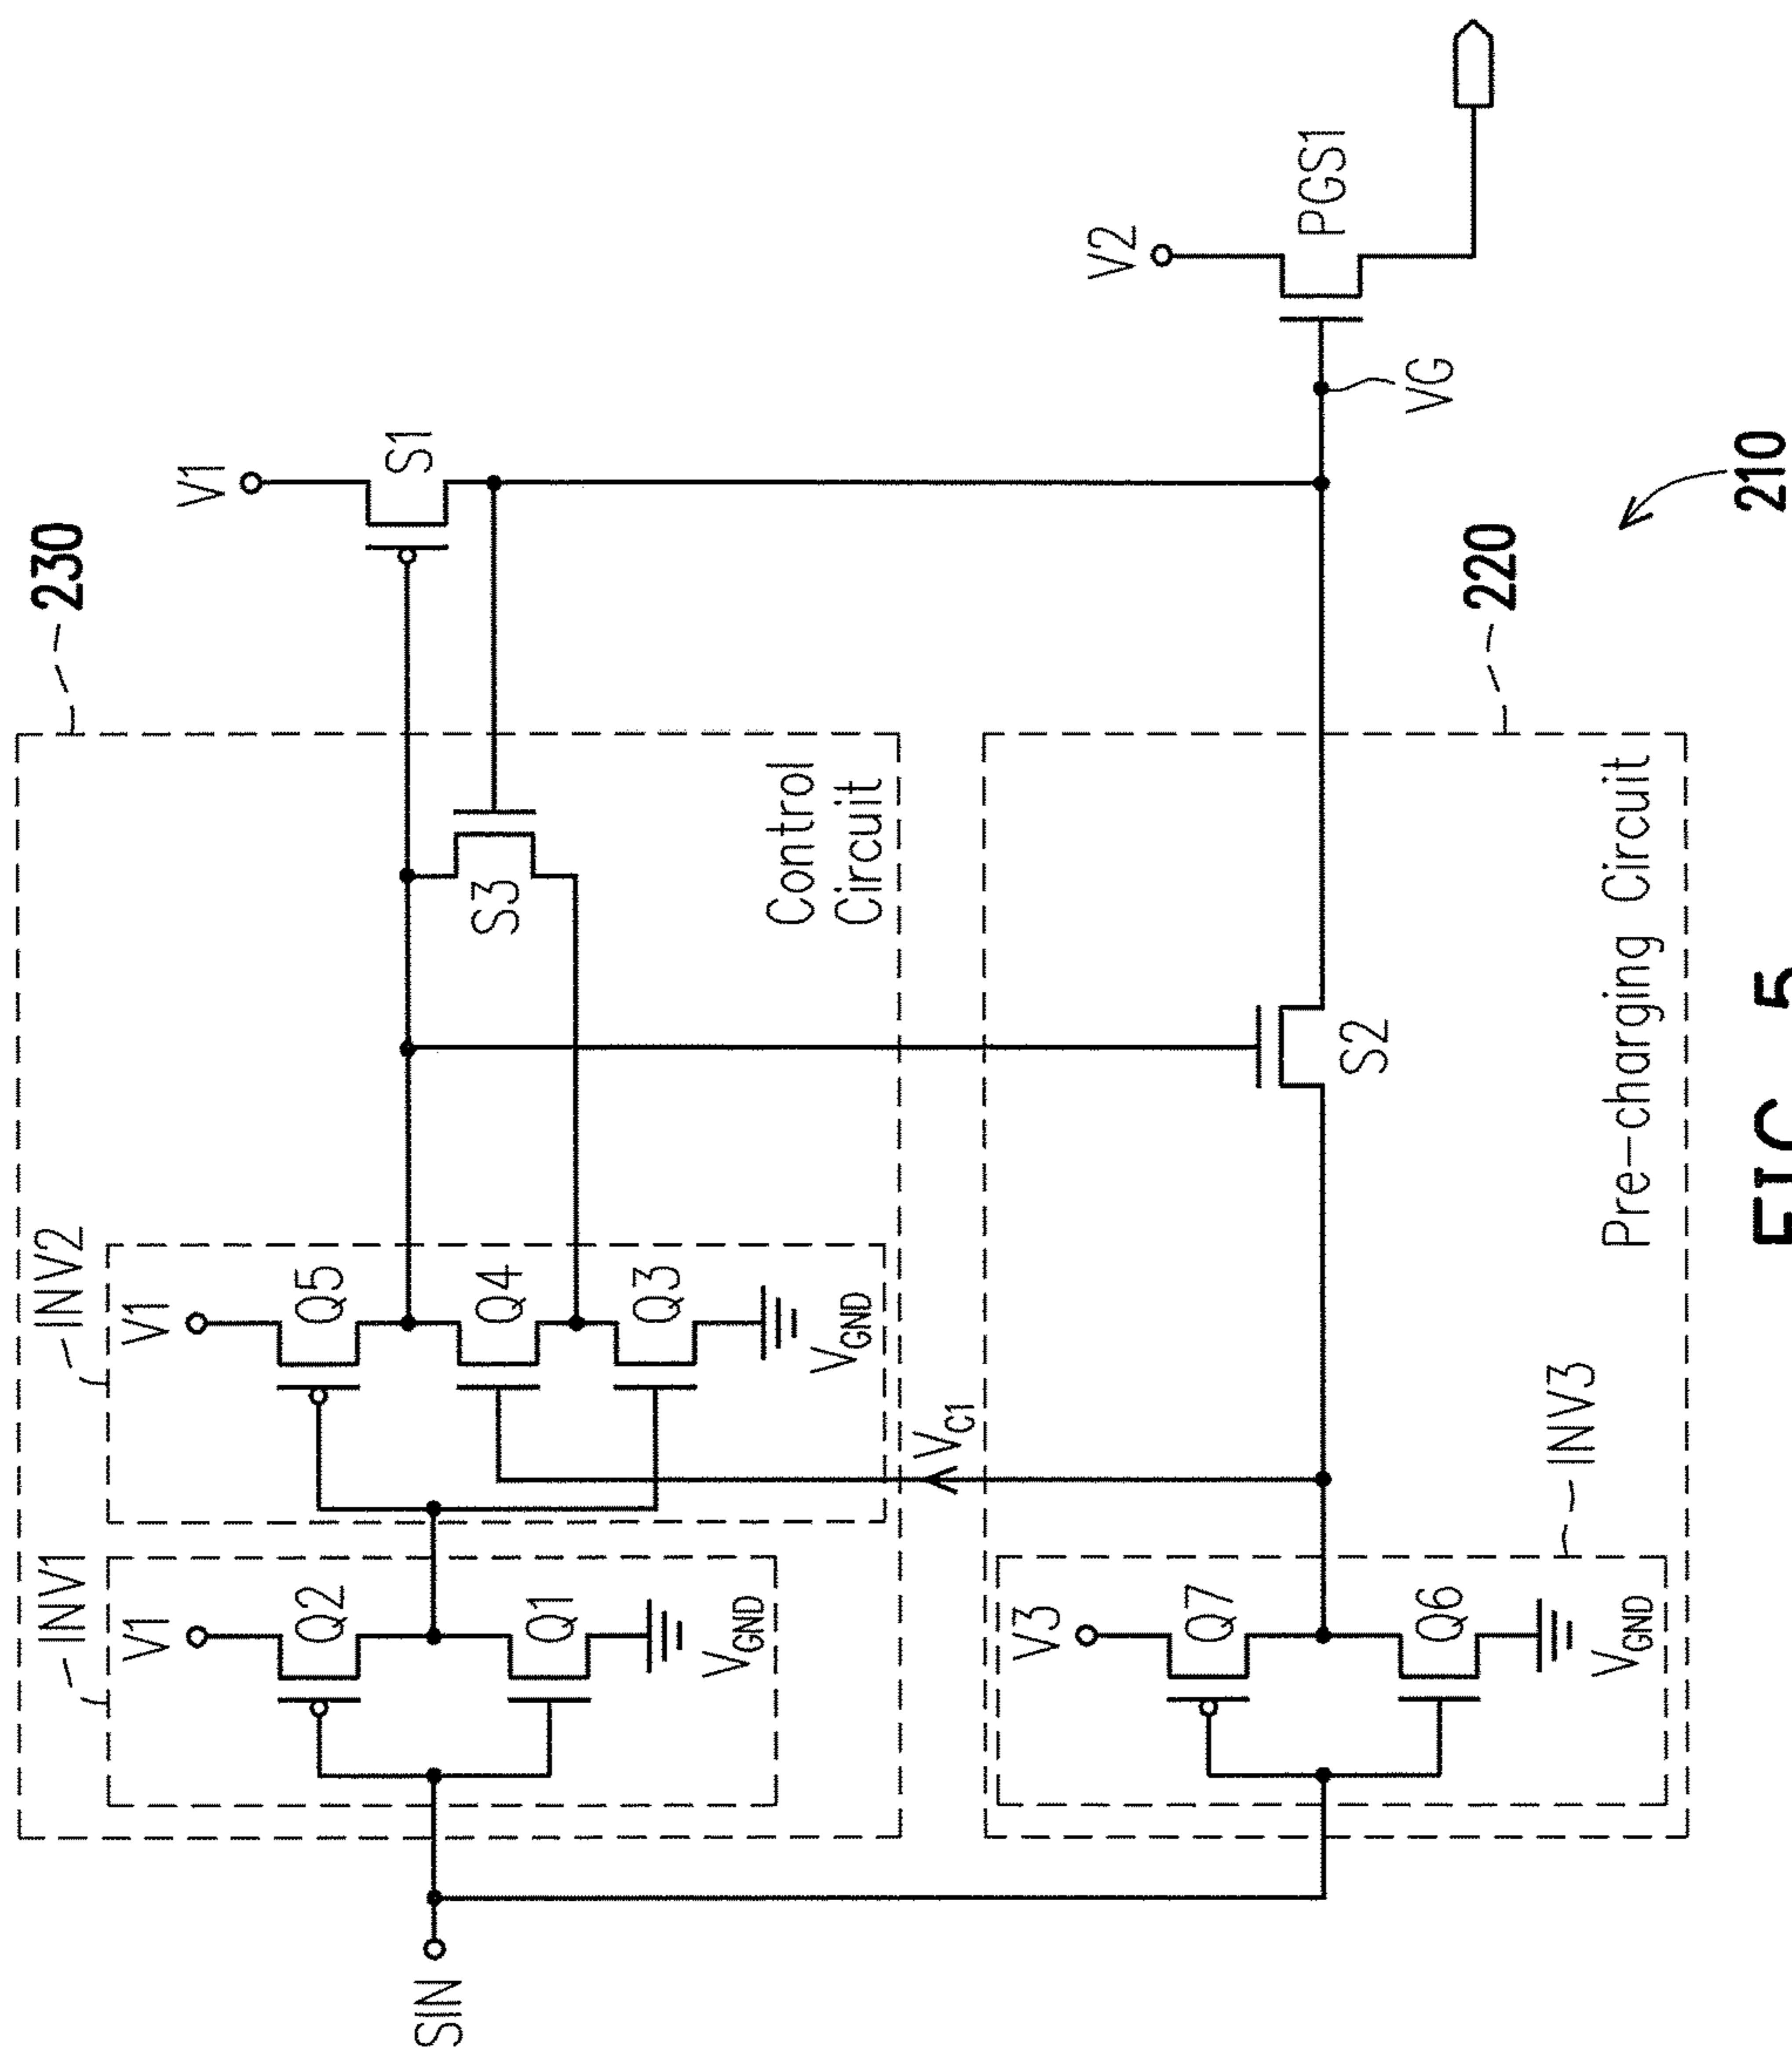 230
V1
S1
INV2
V1
Q5
Q4
Q3
VGND
S3
Control
Circuit
INV1
V1
Q2
Q1
VGND
SIN
VC1
V2
PGS1
VG
220
210
S2
Pre-charging Circuit
INV3
V3
Q7
Q6
VGND
FIG. 5